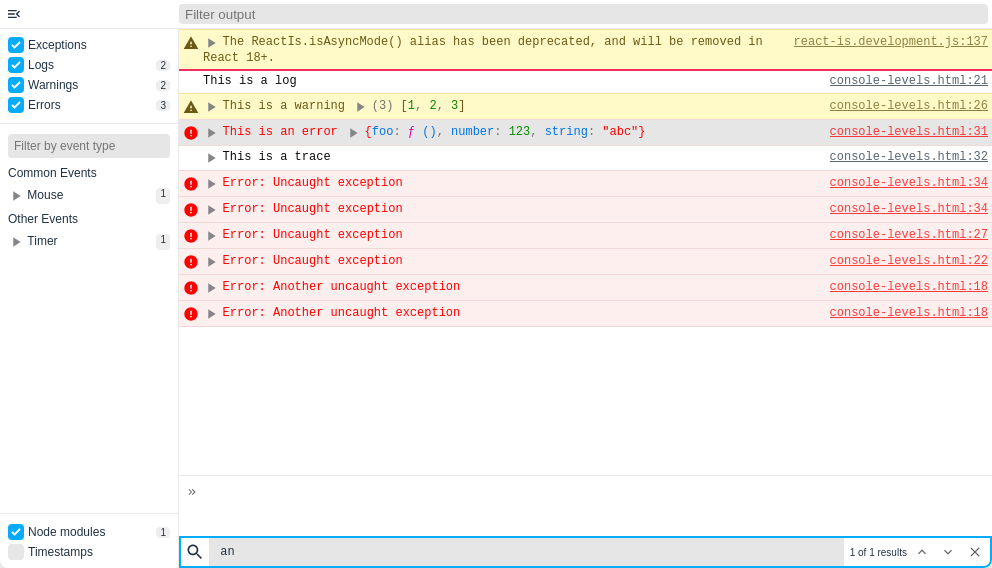 Filter output
Exceptions
Logs 2
Warnings 2
Errors 3
Filter by event type
Common Events
Mouse 1
Other Events
Timer 1
Node modules 1
Timestamps
The ReactIs.isAsyncMode() alias has been deprecated, and will be removed in react-is.development.js:137
React 18+.
This is a log console-levels.html:21
This is a warning (3) [1, 2, 3] console-levels.html:26
This is an error {foo: ƒ (), number: 123, string: "abc"} console-levels.html:31
This is a trace console-levels.html:32
Error: Uncaught exception console-levels.html:34
Error: Uncaught exception console-levels.html:34
Error: Uncaught exception console-levels.html:27
Error: Uncaught exception console-levels.html:22
Error: Another uncaught exception console-levels.html:18
Error: Another uncaught exception console-levels.html:18
»
an 1 of 1 results